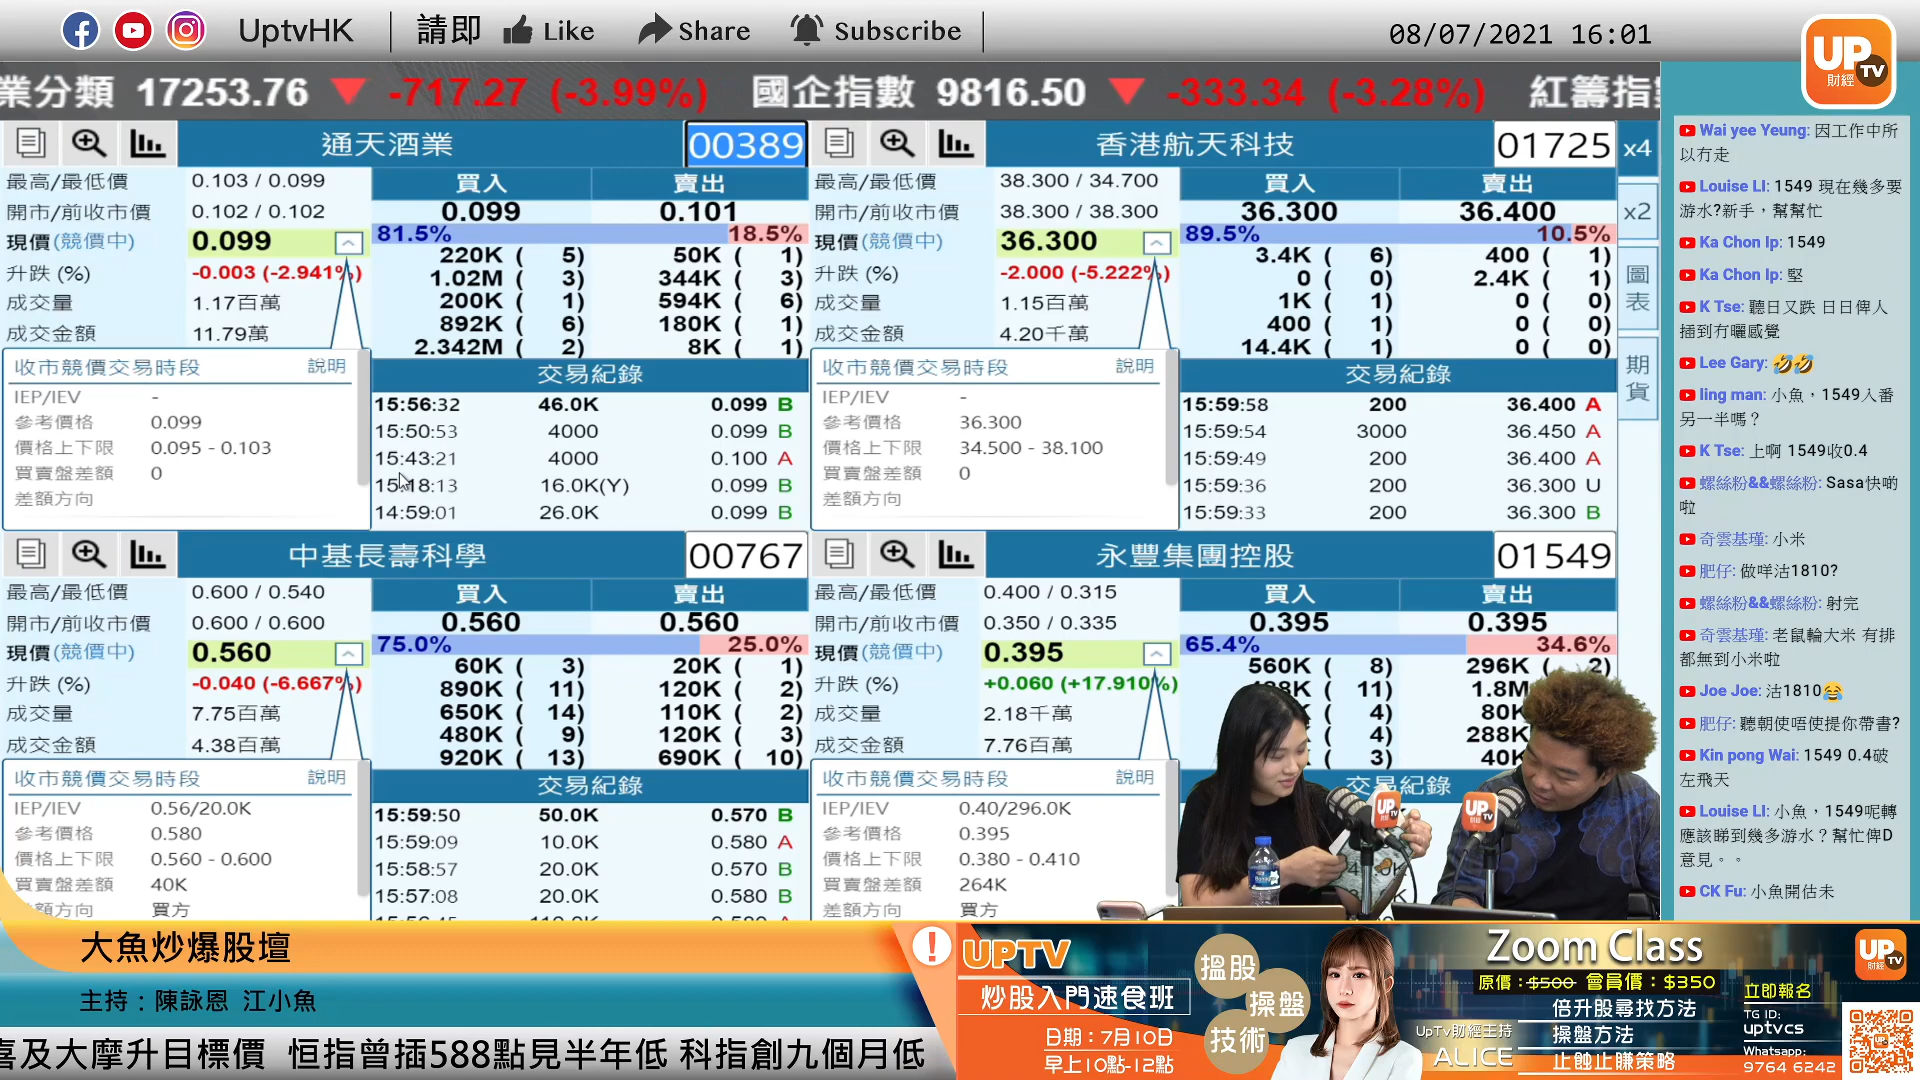 UptvHK 請即 Like Share Subscribe 08/07/2021 16:01
UP TV 財經
業分類 17253.76 -717.27 (-3.99%) 國企指數 9816.50 -333.34 (-3.28%) 紅籌指
通天酒業 00389
最高/最低價 0.103 / 0.099
開市/前收市價 0.102 / 0.102
現價(競價中) 0.099
升跌 (%) -0.003 (-2.941%)
成交量 1.17百萬
成交金額 11.79萬
買入 賣出
0.099 0.101
81.5% 18.5%
220K ( 5) 50K ( 1)
1.02M ( 3) 344K ( 3)
200K ( 1) 594K ( 6)
892K ( 6) 180K ( 1)
2.342M ( 2) 8K ( 1)
收市競價交易時段 說明
IEP/IEV -
參考價格 0.099
價格上下限 0.095 - 0.103
買賣盤差額 0
差額方向
交易紀錄
15:56:32 46.0K 0.099 B
15:50:53 4000 0.099 B
15:43:21 4000 0.100 A
15:18:13 16.0K(Y) 0.099 B
14:59:01 26.0K 0.099 B
香港航天科技 01725
最高/最低價 38.300 / 34.700
開市/前收市價 38.300 / 38.300
現價(競價中) 36.300
升跌 (%) -2.000 (-5.222%)
成交量 1.15百萬
成交金額 4.20千萬
買入 賣出
36.300 36.400
89.5% 10.5%
3.4K ( 6) 400 ( 1)
0 ( 0) 2.4K ( 1)
1K ( 1) 0 ( 0)
400 ( 1) 0 ( 0)
14.4K ( 1) 0 ( 0)
收市競價交易時段 說明
IEP/IEV -
參考價格 36.300
價格上下限 34.500 - 38.100
買賣盤差額 0
差額方向
交易紀錄
15:59:58 200 36.400 A
15:59:54 3000 36.450 A
15:59:49 200 36.400 A
15:59:36 200 36.300 U
15:59:33 200 36.300 B
x4
x2
圖表
期貨
中基長壽科學 00767
最高/最低價 0.600 / 0.540
開市/前收市價 0.600 / 0.600
現價(競價中) 0.560
升跌 (%) -0.040 (-6.667%)
成交量 7.75百萬
成交金額 4.38百萬
買入 賣出
0.560 0.560
75.0% 25.0%
60K ( 3) 20K ( 1)
890K ( 11) 120K ( 2)
650K ( 14) 110K ( 2)
480K ( 9) 120K ( 3)
920K ( 13) 690K ( 10)
收市競價交易時段 說明
IEP/IEV 0.56/20.0K
參考價格 0.580
價格上下限 0.560 - 0.600
買賣盤差額 40K
額方向 買方
交易紀錄
15:59:50 50.0K 0.570 B
15:59:09 10.0K 0.580 A
15:58:57 20.0K 0.570 B
15:57:08 20.0K 0.580 B
永豐集團控股 01549
最高/最低價 0.400 / 0.315
開市/前收市價 0.350 / 0.335
現價(競價中) 0.395
升跌 (%) +0.060 (+17.910%)
成交量 2.18千萬
成交金額 7.76百萬
買入 賣出
0.395 0.395
65.4% 34.6%
560K ( 8) 296K ( 2)
K ( 11) 1.8M
( 4) 80K
( 4) 288K
( 3) 40K
收市競價交易時段 說明
IEP/IEV 0.40/296.0K
參考價格 0.395
價格上下限 0.380 - 0.410
買賣盤差額 264K
差額方向 買方
交易紀錄
Wai yee Yeung: 因工作中所
以冇走
Louise LI: 1549 現在幾多要
游水?新手，幫幫忙
Ka Chon Ip: 1549
Ka Chon Ip: 堅
K Tse: 聽日又跌 日日俾人
插到冇曬感覺
Lee Gary: 🤣🤣
ling man: 小魚，1549入番
另一半嗎？
K Tse: 上啊 1549收0.4
螺絲粉&&螺絲粉: Sasa快啲
啦
奇雲基瑾: 小米
肥仔: 做咩沽1810?
螺絲粉&&螺絲粉: 射完
奇雲基瑾: 老鼠輪大米 有排
都無到小米啦
Joe Joe: 沽1810😂
肥仔: 聽朝使唔使提你帶書?
Kin pong Wai: 1549 0.4破
左飛天
Louise LI: 小魚，1549呢轉
應該睇到幾多游水？幫忙俾D
意見。。
CK Fu: 小魚開估未
大魚炒爆股壇
主持：陳詠恩 江小魚
喜及大摩升目標價 恒指曾插588點見半年低 科指創九個月低
UPTV
炒股入門速食班
日期：7月10日
早上10點-12點
搵股
操盤
技術
UpTV財經主持
ALICE
Zoom Class
原價：$500 會員價：$350
倍升股尋找方法
操盤方法
止蝕止賺策略
UP TV 財經
立即報名
TG ID:
uptvcs
Whatsapp:
9764 6242